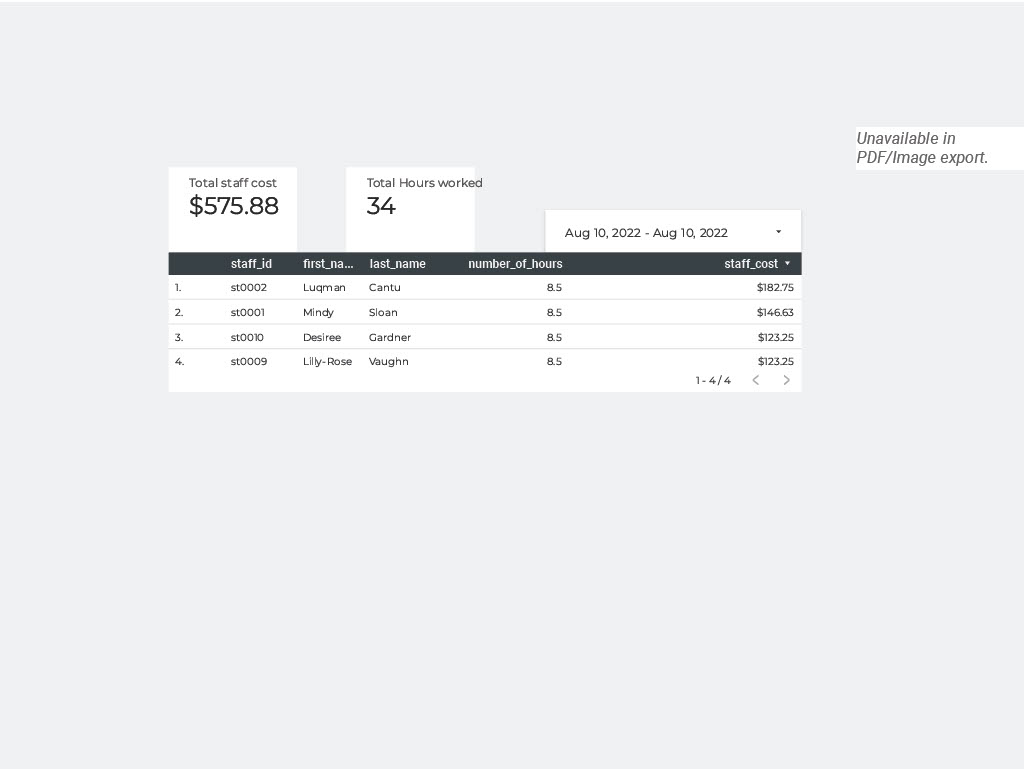 Unavailable in
PDF/Image export.
Total staff cost
$575.88
Total Hours worked
34
Aug 10, 2022 - Aug 10, 2022
staff_id first_na... last_name number_of_hours staff_cost
1. st0002 Luqman Cantu 8.5 $182.75
2. st0001 Mindy Sloan 8.5 $146.63
3. st0010 Desiree Gardner 8.5 $123.25
4. st0009 Lilly-Rose Vaughn 8.5 $123.25
1 - 4 / 4